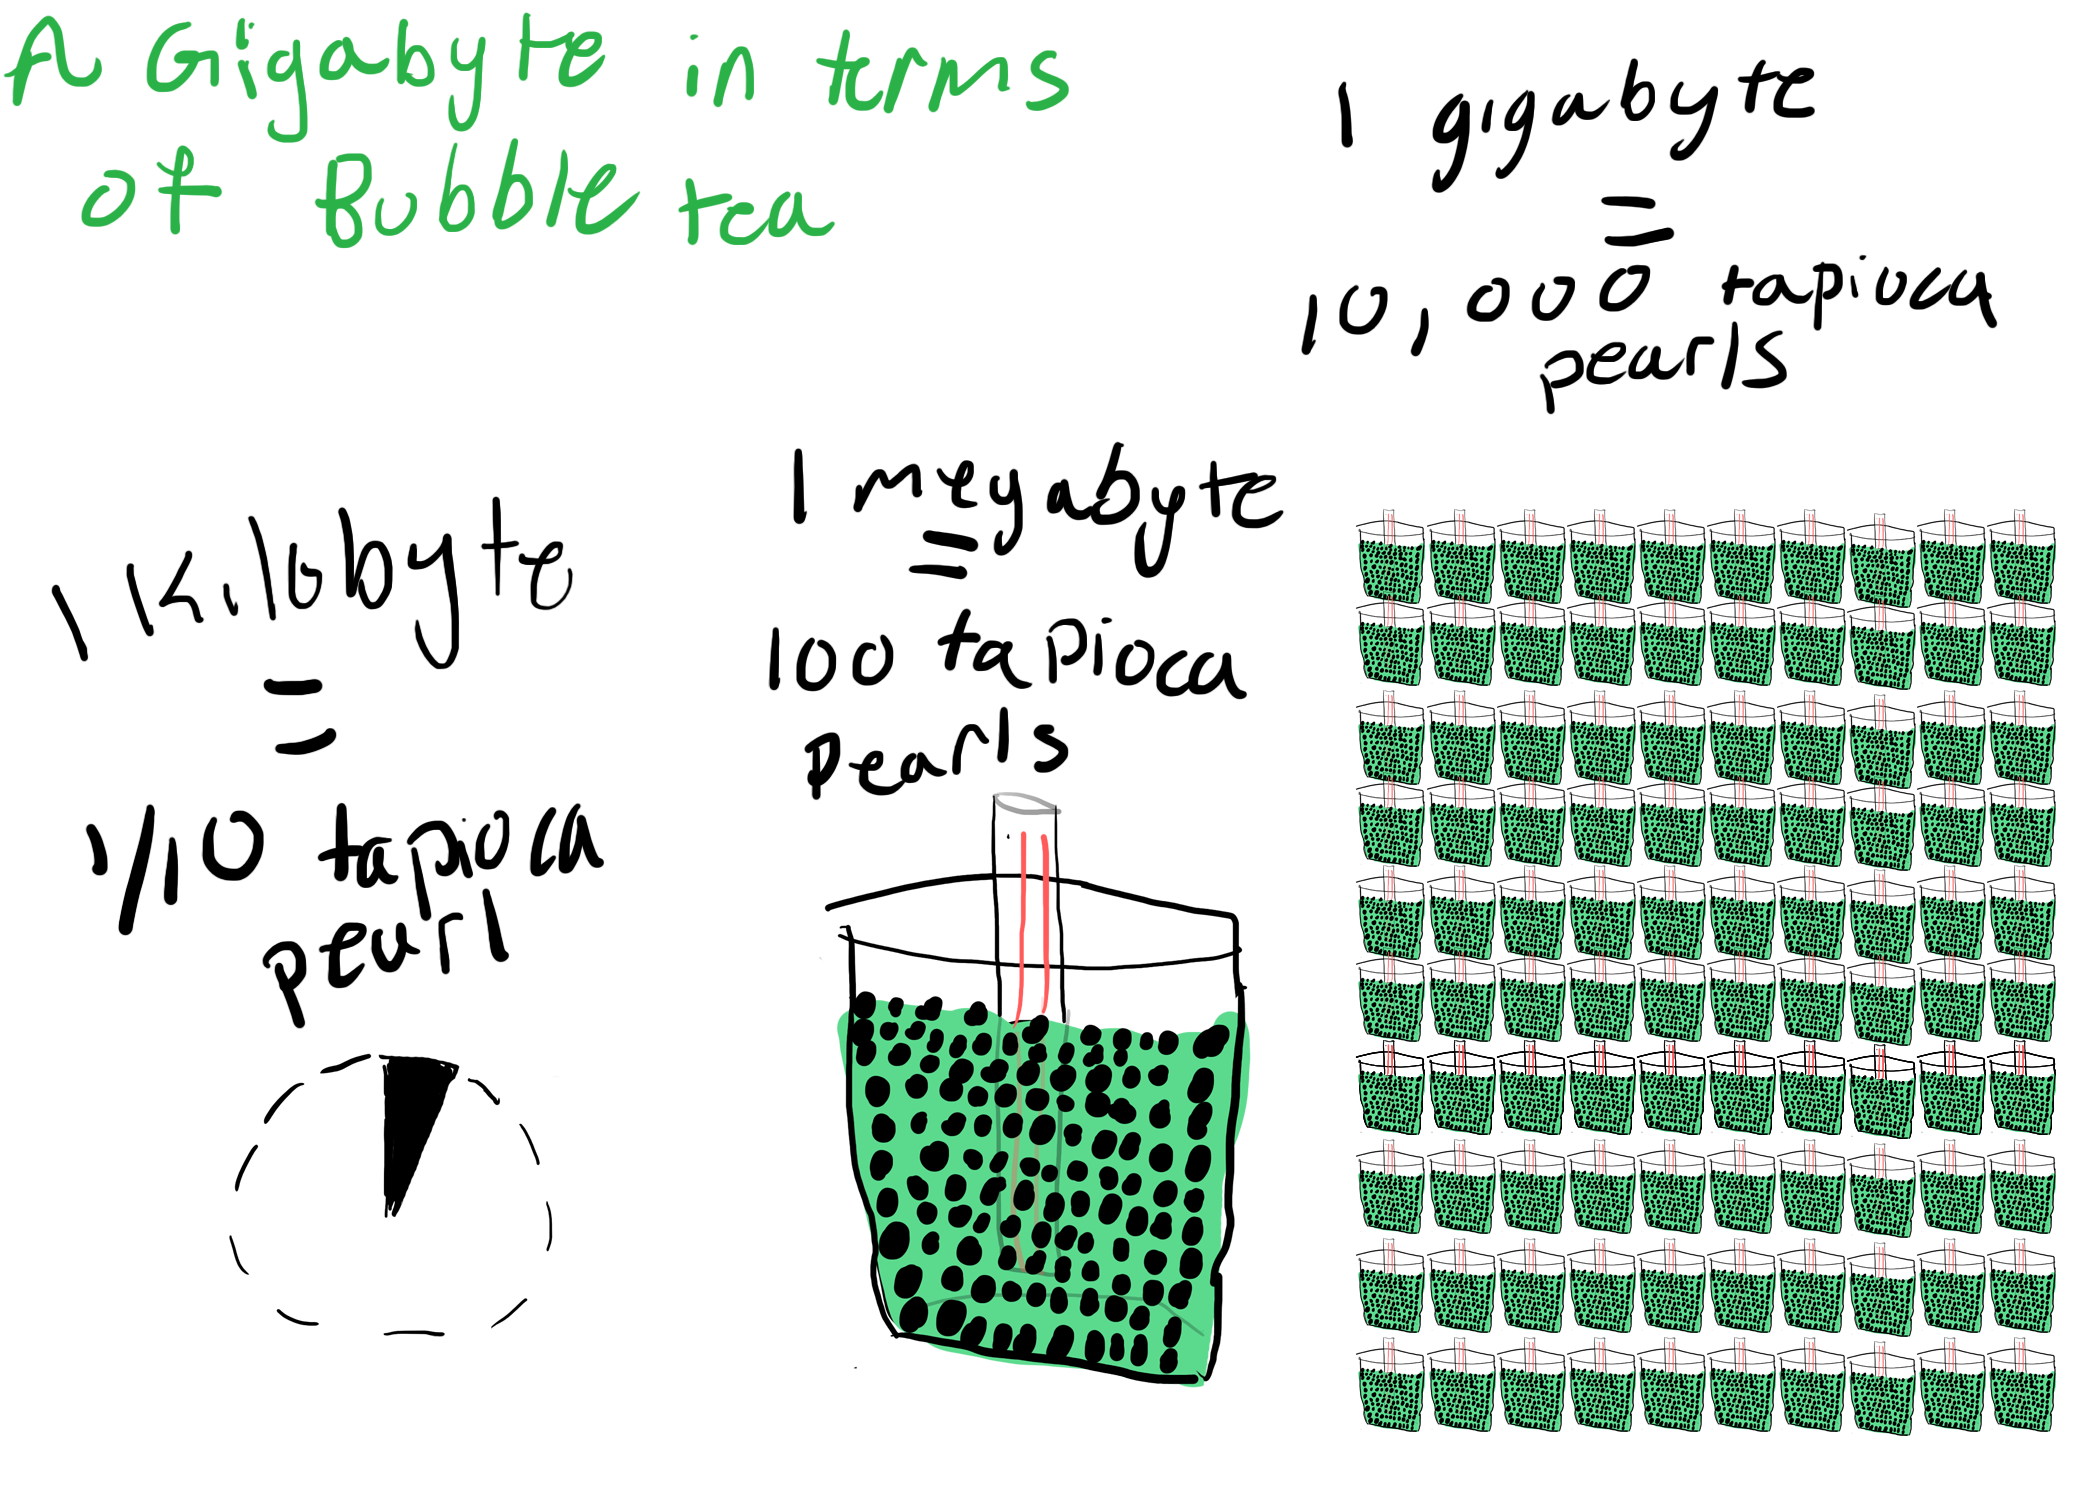 A Gigabyte in terms
of Bubble tea
1 kilobyte
=
1/10 tapioca
pearl
1 megabyte
=
100 tapioca
pearls
1 gigabyte
=
10,000 tapioca
pearls